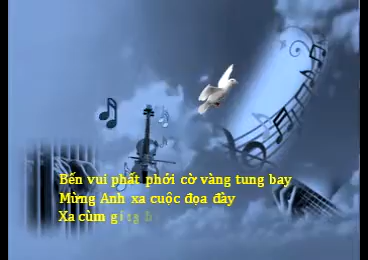 Bến vui phất phới cờ vàng tung bay
Mừng Anh xa cuộc đọa đày
Xa cùm